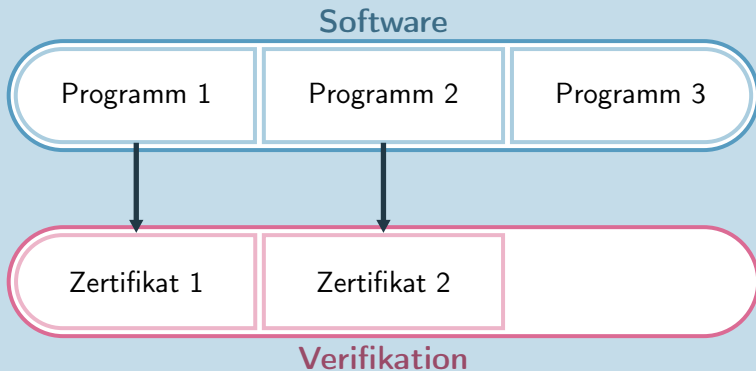 Software
Programm 1
Programm 2
Programm 3
Zertifikat 1
Zertifikat 2
Verifikation